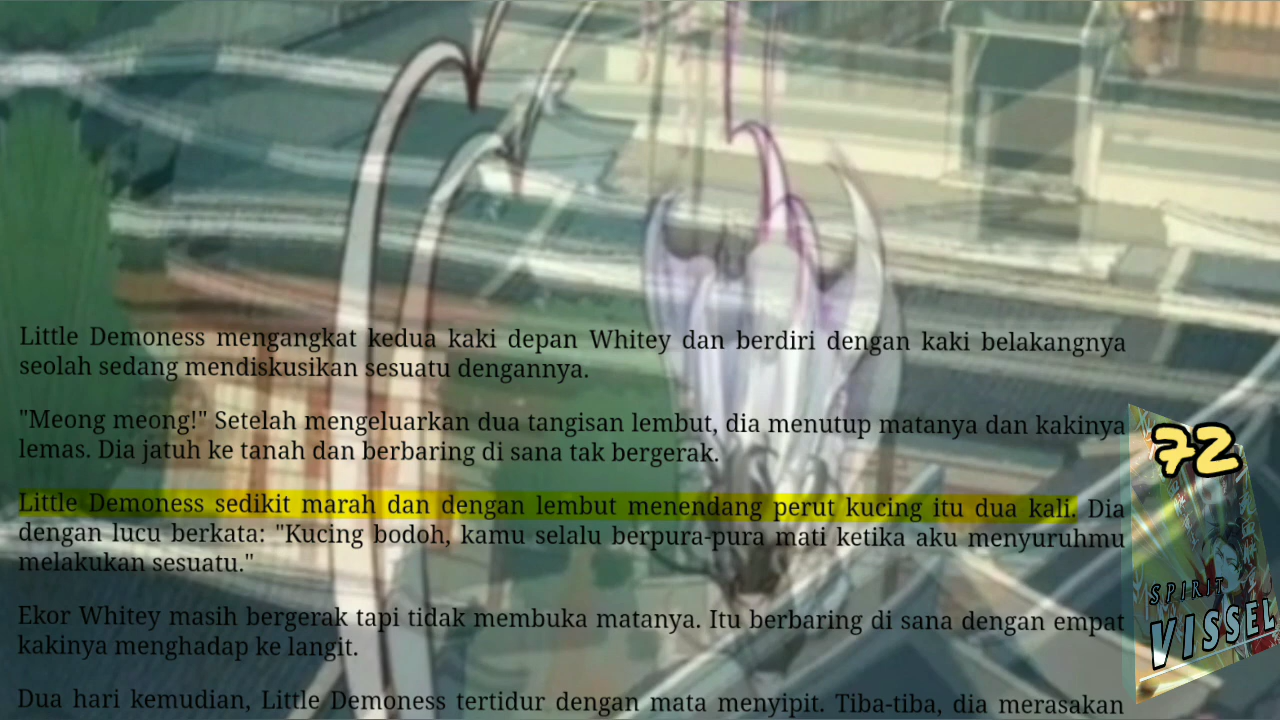 Little Demoness mengangkat kedua kaki depan Whitey dan berdiri dengan kaki belakangnya
seolah sedang mendiskusikan sesuatu dengannya.
"Meong meong!" Setelah mengeluarkan dua tangisan lembut, dia menutup matanya dan kakinya
lemas. Dia jatuh ke tanah dan berbaring di sana tak bergerak.
Little Demoness sedikit marah dan dengan lembut menendang perut kucing itu dua kali. Dia
dengan lucu berkata: "Kucing bodoh, kamu selalu berpura-pura mati ketika aku menyuruhmu
melakukan sesuatu."
Ekor Whitey masih bergerak tapi tidak membuka matanya. Itu berbaring di sana dengan empat
kakinya menghadap ke langit.
Dua hari kemudian, Little Demoness tertidur dengan mata menyipit. Tiba-tiba, dia merasakan
72
SPIRIT
VISSEL